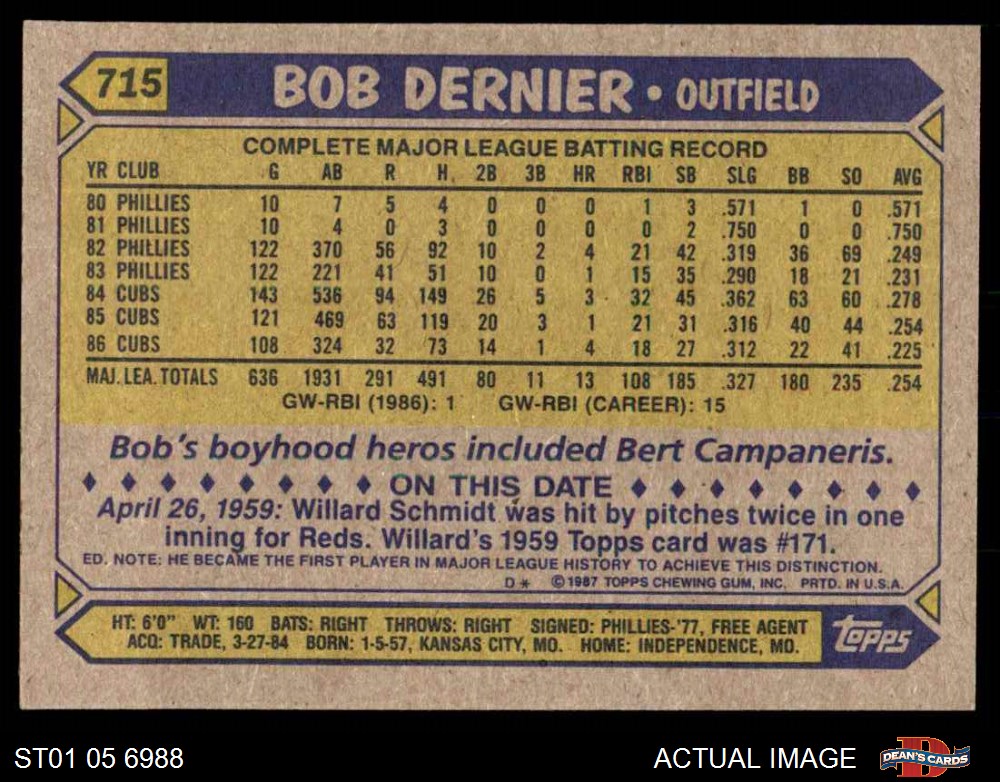 715 BOB DERNIER • OUTFIELD
COMPLETE MAJOR LEAGUE BATTING RECORD
YR CLUB G AB R H 2B 3B HR RBI SB SLG BB SO AVG
80 PHILLIES 10 7 5 4 0 0 0 1 3 .571 1 0 .571
81 PHILLIES 10 4 0 3 0 0 0 0 2 .750 0 0 .750
82 PHILLIES 122 370 56 92 10 2 4 21 42 .319 36 69 .249
83 PHILLIES 122 221 41 51 10 0 1 15 35 .290 18 21 .231
84 CUBS 143 536 94 149 26 5 3 32 45 .362 63 60 .278
85 CUBS 121 469 63 119 20 3 1 21 31 .316 40 44 .254
86 CUBS 108 324 32 73 14 1 4 18 27 .312 22 41 .225
MAJ. LEA. TOTALS 636 1931 291 491 80 11 13 108 185 .327 180 235 .254
GW-RBI (1986): 1 GW-RBI (CAREER): 15
Bob's boyhood heros included Bert Campaneris.
ON THIS DATE
April 26, 1959: Willard Schmidt was hit by pitches twice in one
inning for Reds. Willard's 1959 Topps card was #171.
ED. NOTE: HE BECAME THE FIRST PLAYER IN MAJOR LEAGUE HISTORY TO ACHIEVE THIS DISTINCTION.
D* ©1987 TOPPS CHEWING GUM, INC. PRTD. IN U.S.A.
HT: 6'0" WT: 160 BATS: RIGHT THROWS: RIGHT SIGNED: PHILLIES-'77, FREE AGENT
ACQ: TRADE, 3-27-84 BORN: 1-5-57, KANSAS CITY, MO. HOME: INDEPENDENCE, MO.
topps
ST01 05 6988
ACTUAL IMAGE
DEAN'S CARDS